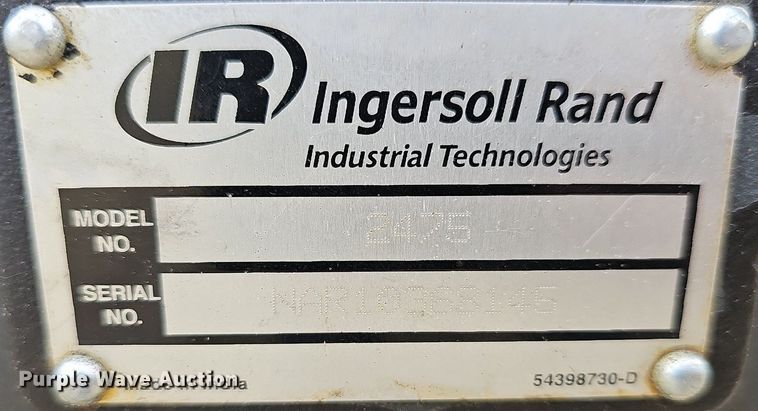 IR Ingersoll Rand
Industrial Technologies
MODEL NO. 2475
SERIAL NO.
Purple Wave Auction
54398730-D